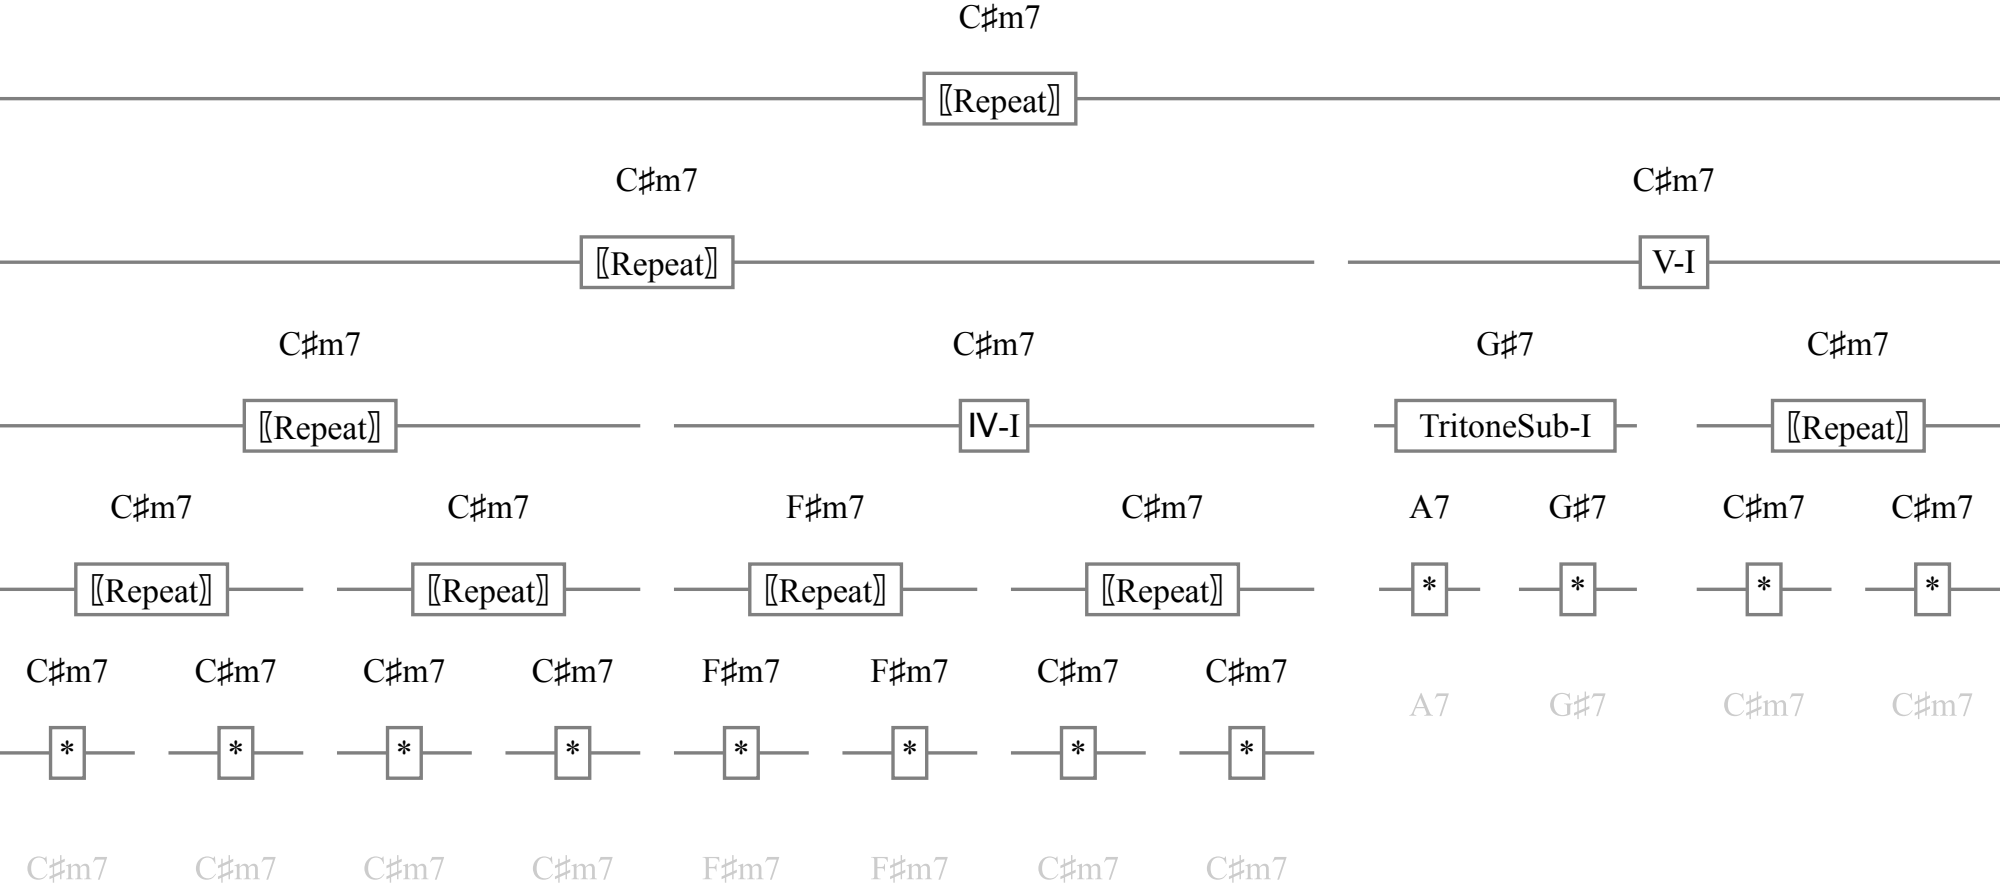 C♯m7
⟦Repeat⟧
C♯m7 C♯m7
⟦Repeat⟧ V-I
C♯m7 C♯m7 G♯7 C♯m7
⟦Repeat⟧ Ⅳ-I TritoneSub-I ⟦Repeat⟧
C♯m7 C♯m7 F♯m7 C♯m7 A7 G♯7 C♯m7 C♯m7
⟦Repeat⟧ ⟦Repeat⟧ ⟦Repeat⟧ ⟦Repeat⟧ * * * *
C♯m7 C♯m7 C♯m7 C♯m7 F♯m7 F♯m7 C♯m7 C♯m7
A7 G♯7 C♯m7 C♯m7
* * * * * * * *
C♯m7 C♯m7 C♯m7 C♯m7 F♯m7 F♯m7 C♯m7 C♯m7